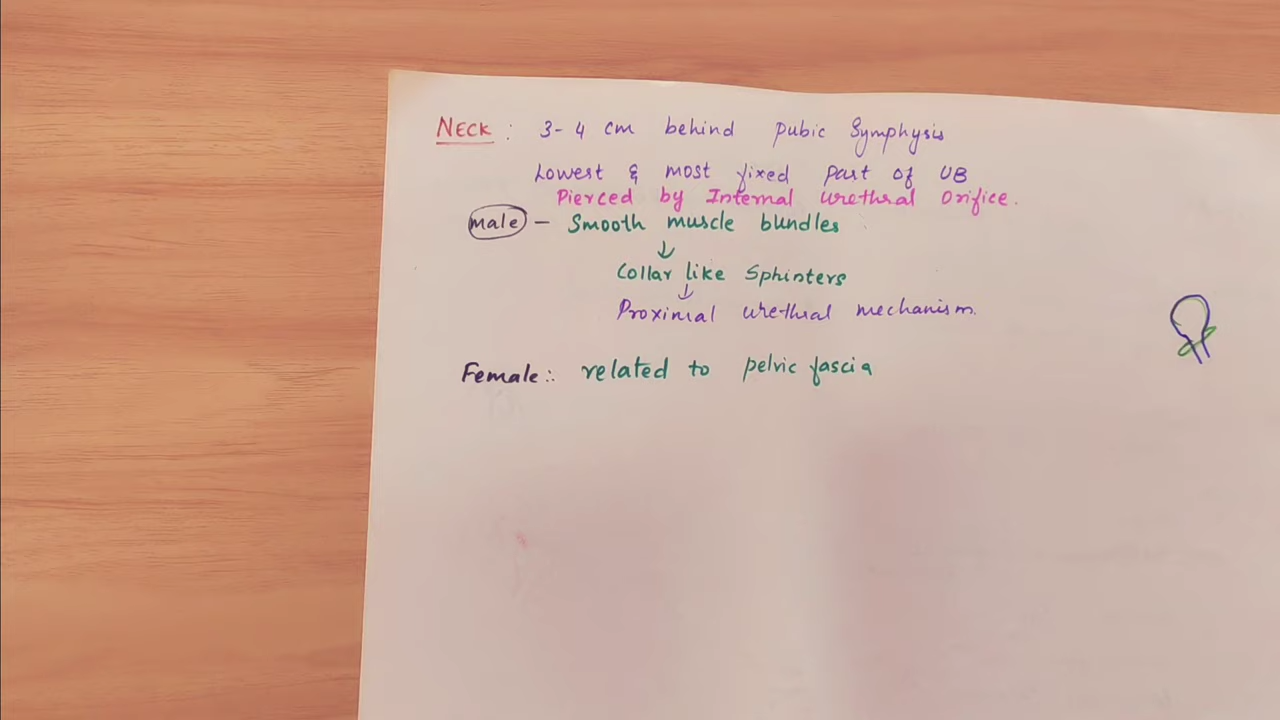 NECK : 3-4 cm behind pubic Symphysis
Lowest & most fixed part of UB
Pierced by Internal urethral Orifice.
male - Smooth muscle bundles
↓
Collar like Sphinters
↓
Proximal urethral mechanism.
Female:. related to pelvic fascia